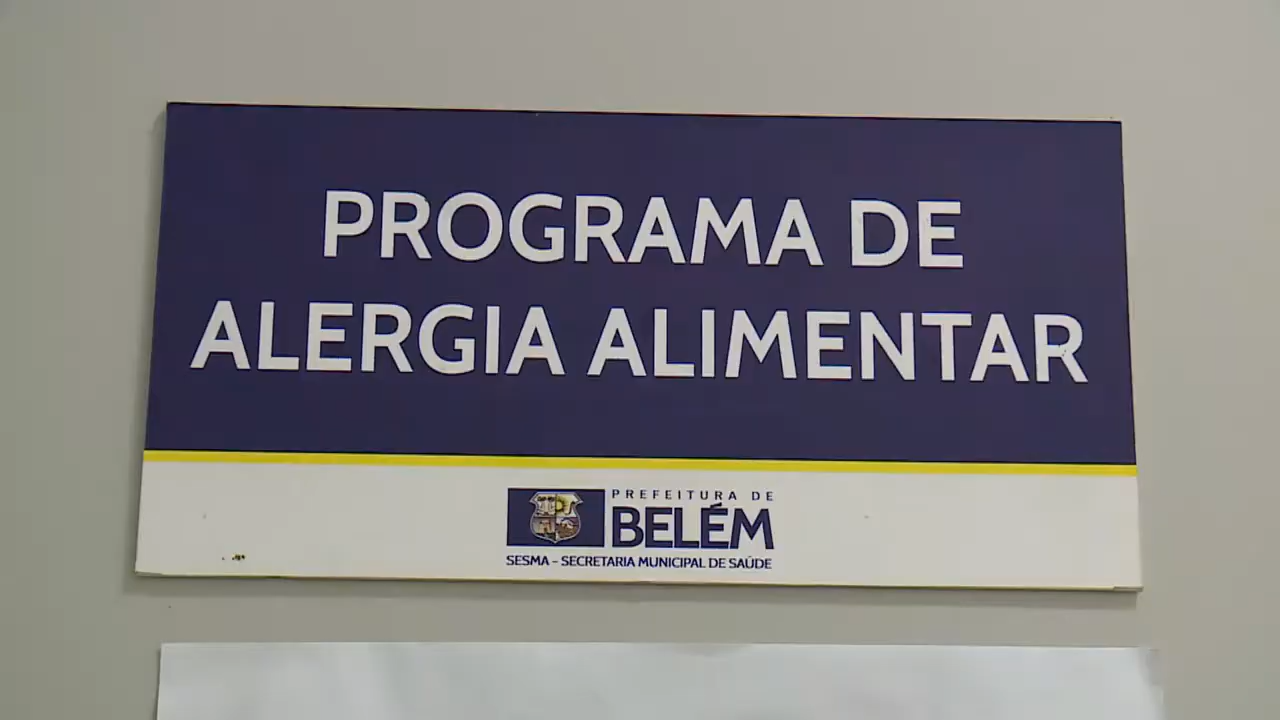 PROGRAMA DE
ALERGIA ALIMENTAR
PREFEITURA DE
BELÉM
SESMA - SECRETARIA MUNICIPAL DE SAÚDE